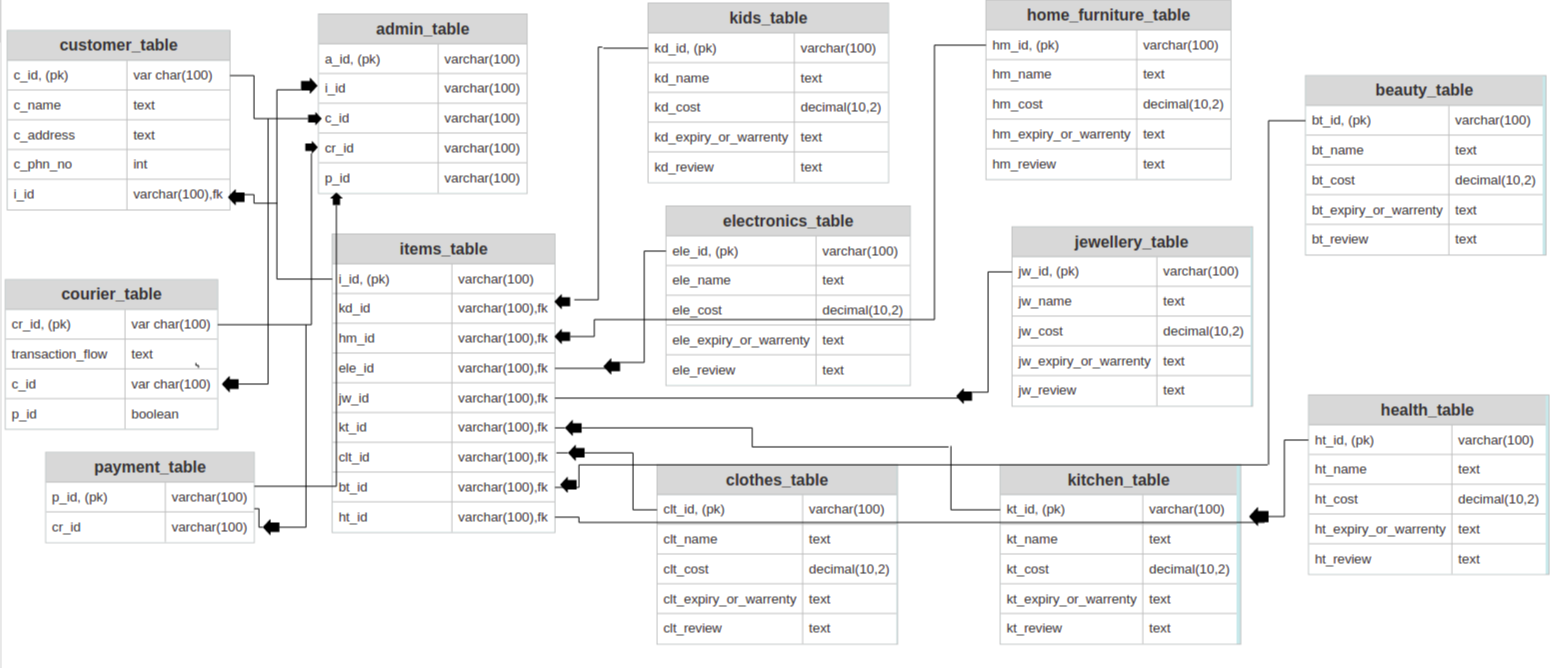 customer_table
c_id, (pk) var char(100)
c_name text
c_address text
c_phn_no int
i_id varchar(100),fk
admin_table
a_id, (pk) varchar(100)
i_id varchar(100)
c_id varchar(100)
cr_id varchar(100)
p_id varchar(100)
kids_table
kd_id, (pk) varchar(100)
kd_name text
kd_cost decimal(10,2)
kd_expiry_or_warrenty text
kd_review text
home_furniture_table
hm_id, (pk) varchar(100)
hm_name text
hm_cost decimal(10,2)
hm_expiry_or_warrenty text
hm_review text
beauty_table
bt_id, (pk) varchar(100)
bt_name text
bt_cost decimal(10,2)
bt_expiry_or_warrenty text
bt_review text
courier_table
cr_id, (pk) var char(100)
transaction_flow text
c_id var char(100)
p_id boolean
items_table
i_id, (pk) varchar(100)
kd_id varchar(100),fk
hm_id varchar(100),fk
ele_id varchar(100),fk
jw_id varchar(100),fk
kt_id varchar(100),fk
clt_id varchar(100),fk
bt_id varchar(100),fk
ht_id varchar(100),fk
electronics_table
ele_id, (pk) varchar(100)
ele_name text
ele_cost decimal(10,2)
ele_expiry_or_warrenty text
ele_review text
jewellery_table
jw_id, (pk) varchar(100)
jw_name text
jw_cost decimal(10,2)
jw_expiry_or_warrenty text
jw_review text
payment_table
p_id, (pk) varchar(100)
cr_id varchar(100)
clothes_table
clt_id, (pk) varchar(100)
clt_name text
clt_cost decimal(10,2)
clt_expiry_or_warrenty text
clt_review text
kitchen_table
kt_id, (pk) varchar(100)
kt_name text
kt_cost decimal(10,2)
kt_expiry_or_warrenty text
kt_review text
health_table
ht_id, (pk) varchar(100)
ht_name text
ht_cost decimal(10,2)
ht_expiry_or_warrenty text
ht_review text